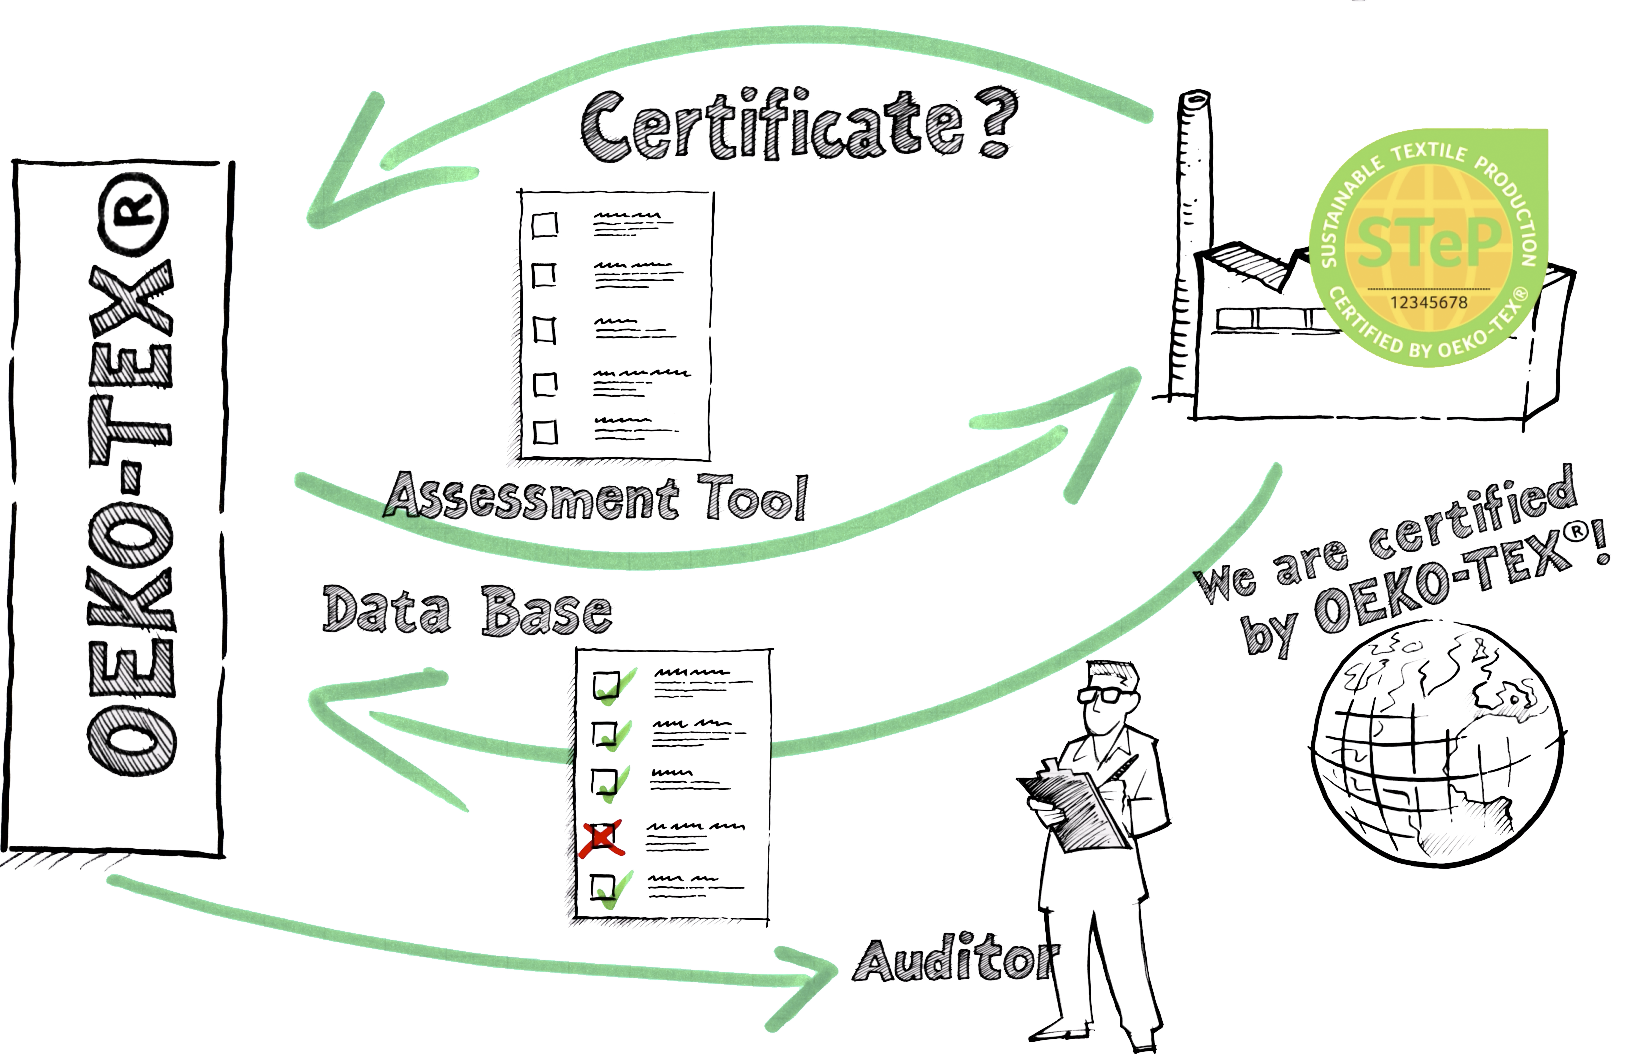 Certificate?
OEKO-TEX®
SUSTAINABLE TEXTILE PRODUCTION
STeP
12345678
CERTIFIED BY OEKO-TEX®
Assessment Tool
We are certified
by OEKO-TEX®!
Data Base
Auditor